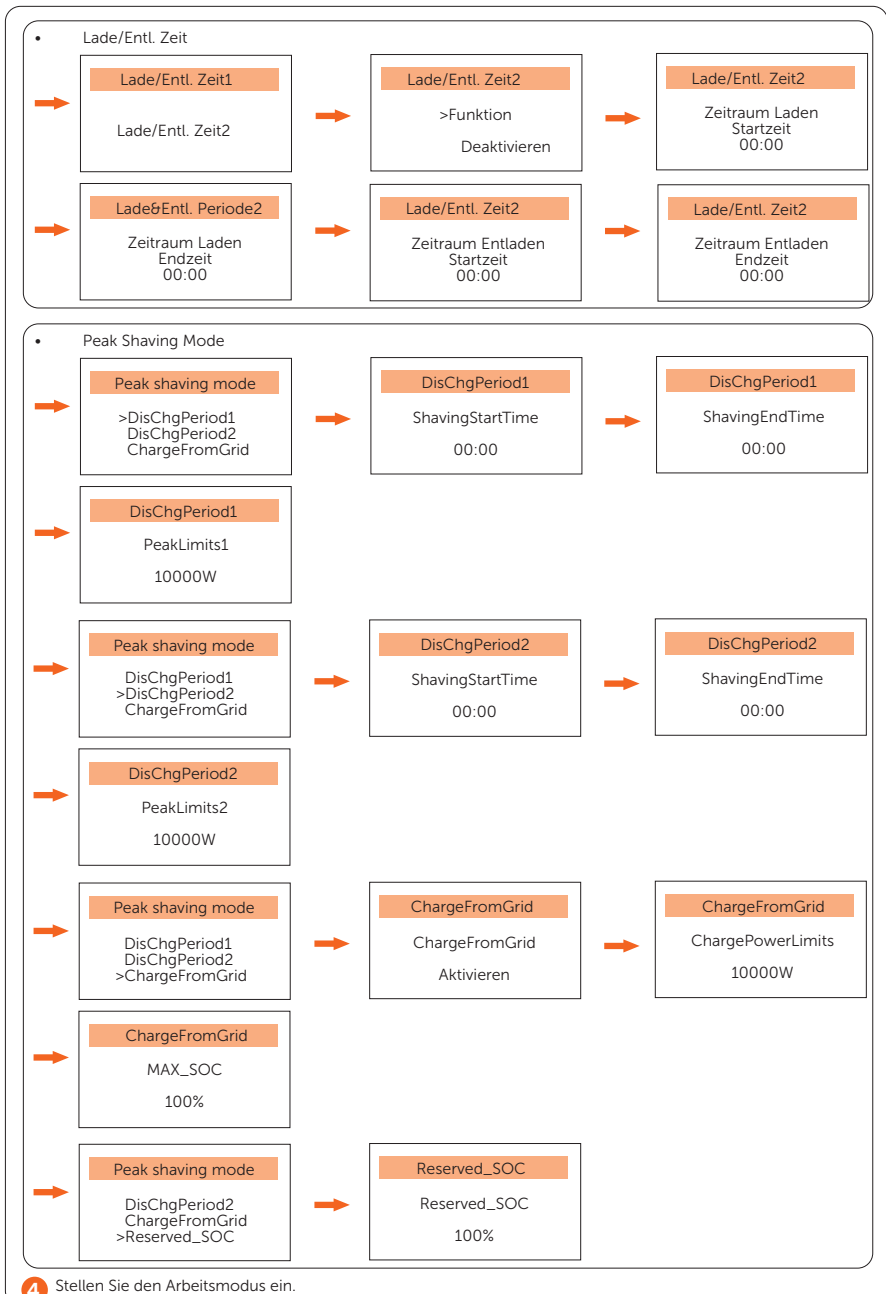 • Lade/Entl. Zeit
Lade/Entl. Zeit1
Lade/Entl. Zeit2
Lade/Entl. Zeit2
>Funktion
Deaktivieren
Lade/Entl. Zeit2
Zeitraum Laden
Startzeit
00:00
Lade&Entl. Periode2
Zeitraum Laden
Endzeit
00:00
Lade/Entl. Zeit2
Zeitraum Entladen
Startzeit
00:00
Lade/Entl. Zeit2
Zeitraum Entladen
Endzeit
00:00
• Peak Shaving Mode
Peak shaving mode
>DisChgPeriod1
DisChgPeriod2
ChargeFromGrid
DisChgPeriod1
ShavingStartTime
00:00
DisChgPeriod1
ShavingEndTime
00:00
DisChgPeriod1
PeakLimits1
10000W
Peak shaving mode
DisChgPeriod1
>DisChgPeriod2
ChargeFromGrid
DisChgPeriod2
ShavingStartTime
00:00
DisChgPeriod2
ShavingEndTime
00:00
DisChgPeriod2
PeakLimits2
10000W
Peak shaving mode
DisChgPeriod1
DisChgPeriod2
>ChargeFromGrid
ChargeFromGrid
ChargeFromGrid
Aktivieren
ChargeFromGrid
ChargePowerLimits
10000W
ChargeFromGrid
MAX_SOC
100%
Peak shaving mode
DisChgPeriod2
ChargeFromGrid
>Reserved_SOC
Reserved_SOC
Reserved_SOC
100%
4 Stellen Sie den Arbeitsmodus ein.